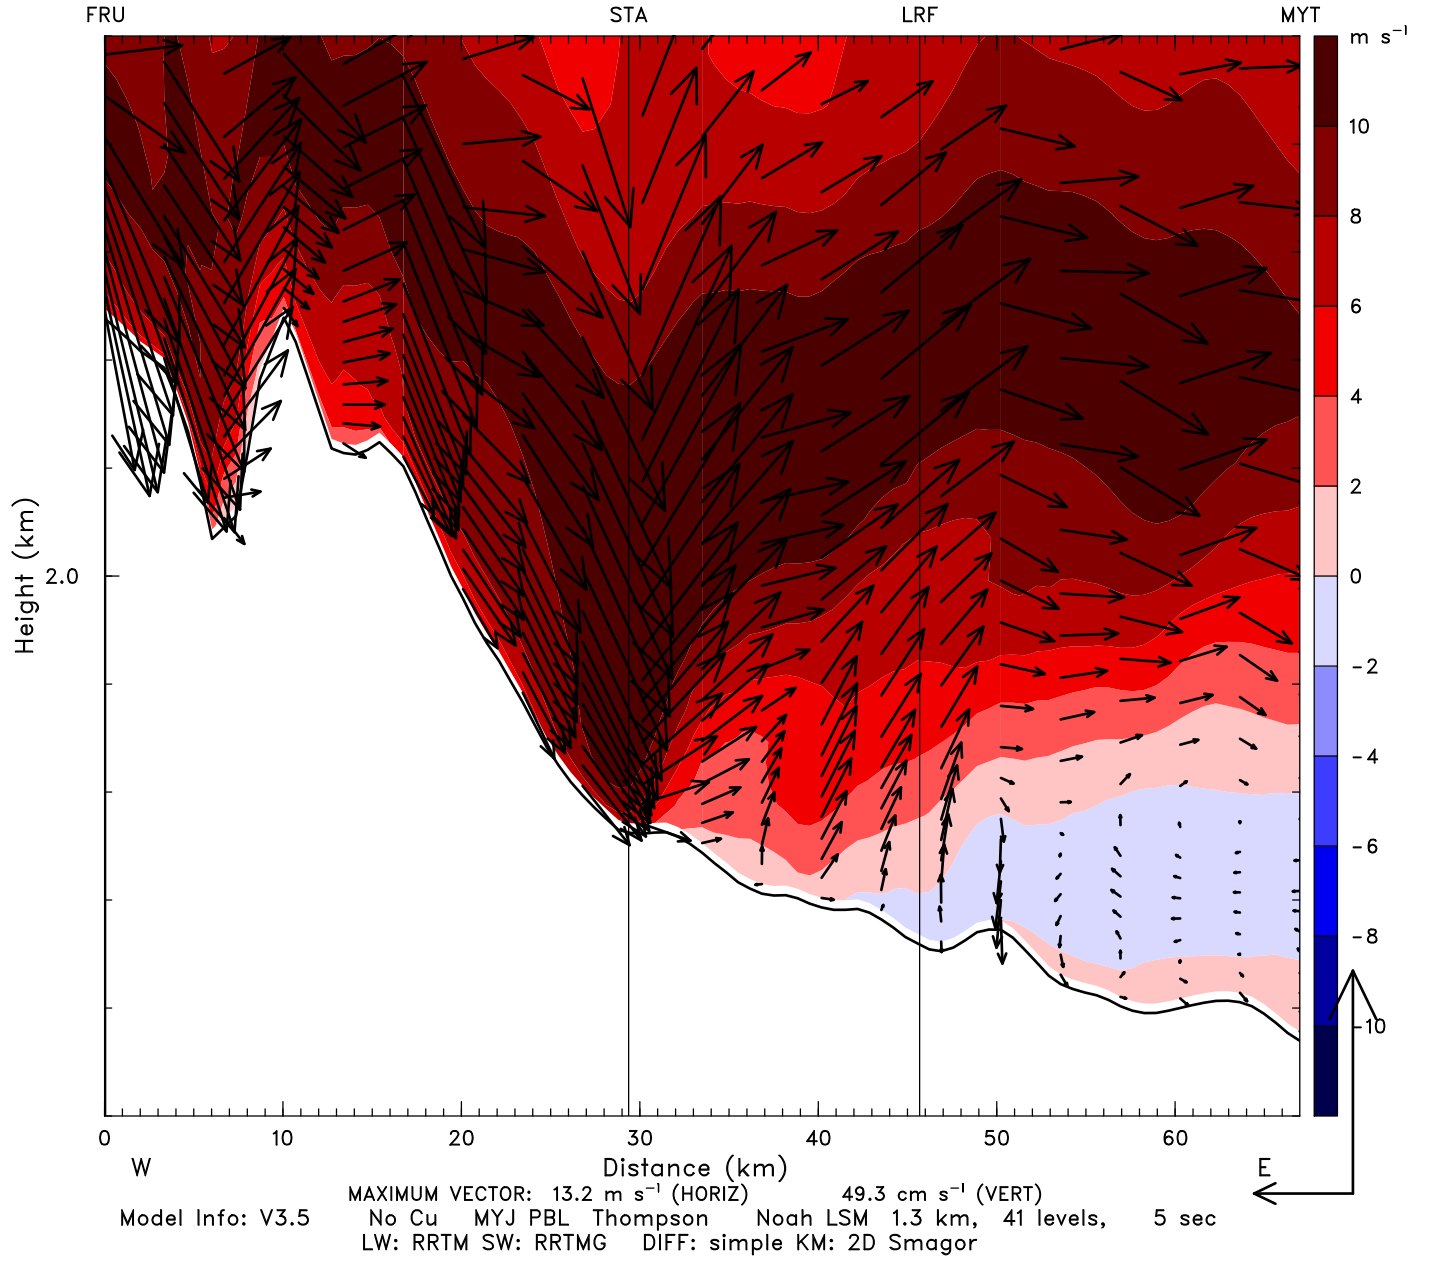 FRU STA LRF MYT
m s⁻¹
10
8
6
4
2
0
-2
-4
-6
-8
-10
Height (km)
2.0
0 10 20 30 40 50 60
W Distance (km) E
MAXIMUM VECTOR: 13.2 m s⁻¹ (HORIZ) 49.3 cm s⁻¹ (VERT)
Model Info: V3.5 No Cu MYJ PBL Thompson Noah LSM 1.3 km, 41 levels, 5 sec
LW: RRTM SW: RRTMG DIFF: simple KM: 2D Smagor